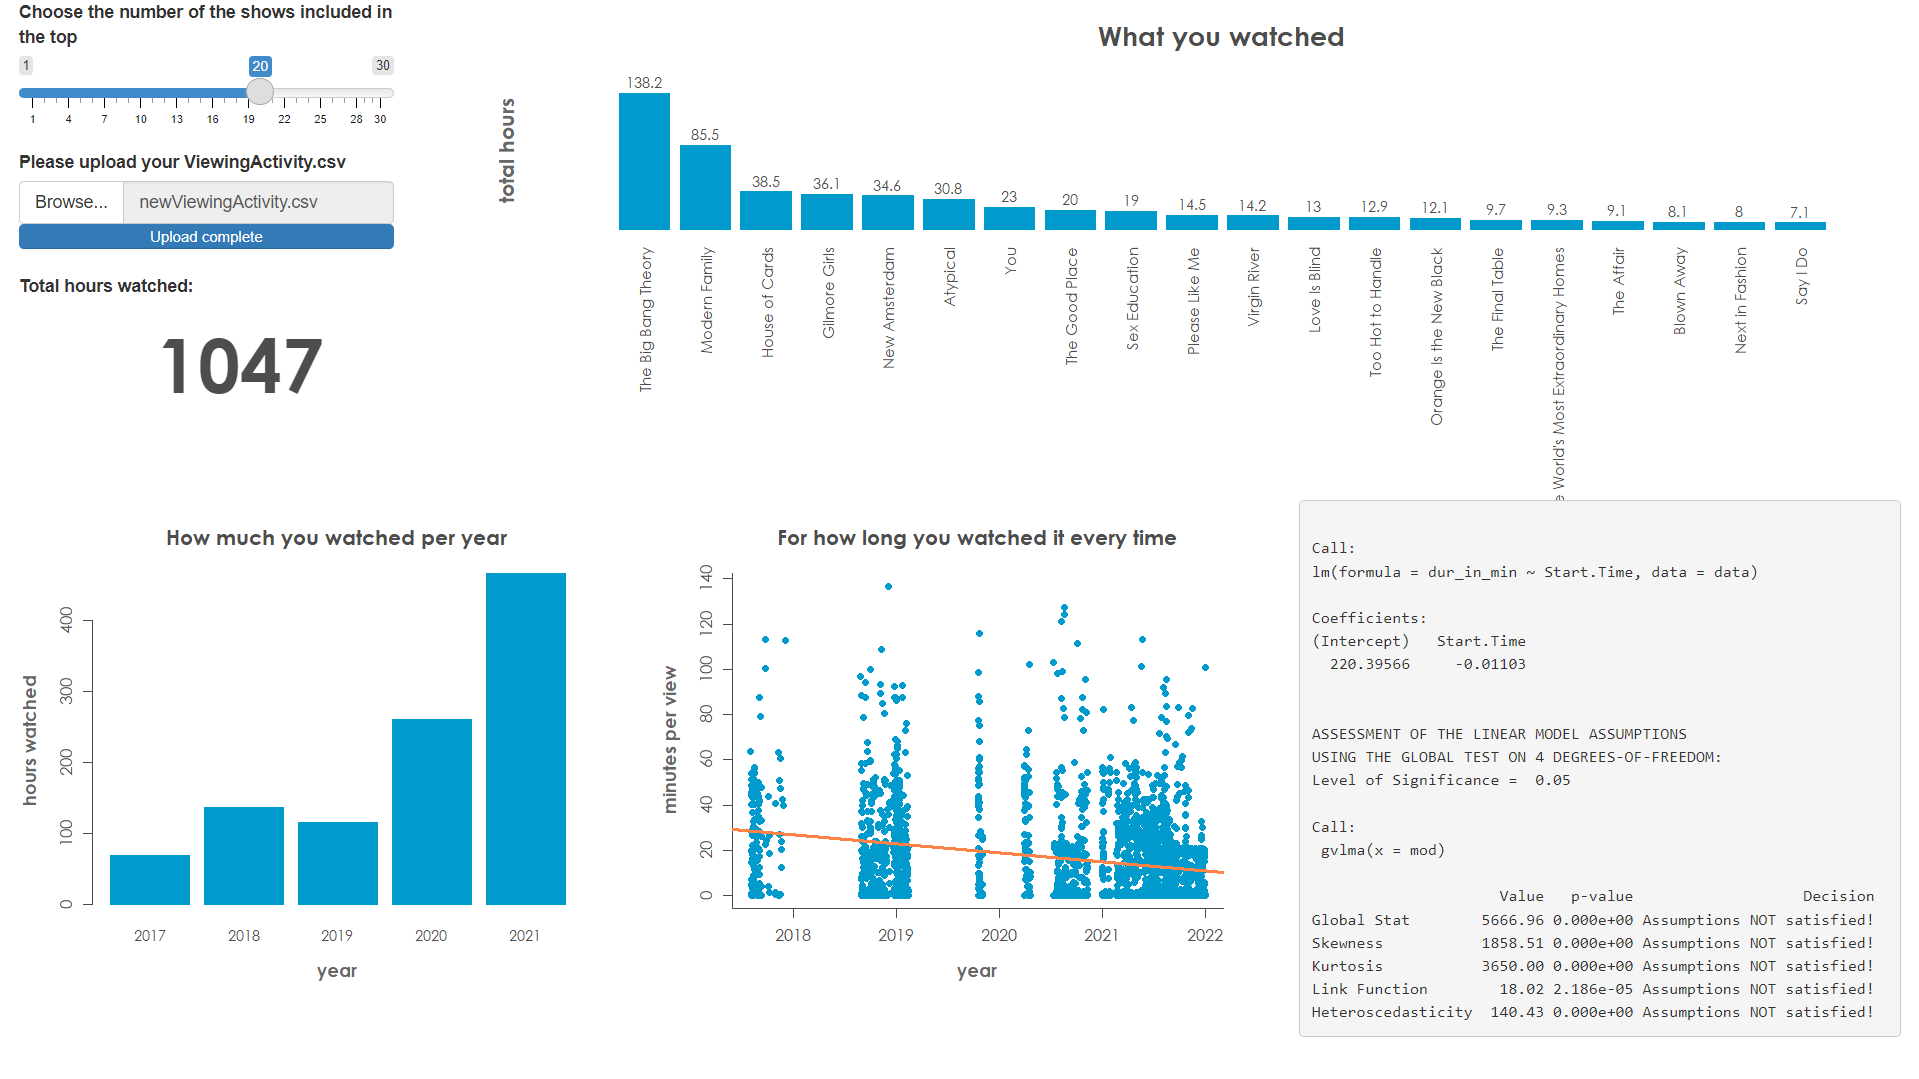 Choose the number of the shows included in
the top
1 20 30
1 4 7 10 13 16 19 22 25 28 30
Please upload your ViewingActivity.csv
Browse... newViewingActivity.csv
Upload complete
Total hours watched:
1047
What you watched
total hours
138.2 85.5 38.5 36.1 34.6 30.8 23 20 19 14.5 14.2 13 12.9 12.1 9.7 9.3 9.1 8.1 8 7.1
The Big Bang Theory
Modern Family
House of Cards
Gilmore Girls
New Amsterdam
Atypical
You
The Good Place
Sex Education
Please Like Me
Virgin River
Love Is Blind
Too Hot to Handle
Orange Is the New Black
The Final Table
e World's Most Extraordinary Homes
The Affair
Blown Away
Next in Fashion
Say I Do
How much you watched per year
hours watched
400
300
200
100
0
2017 2018 2019 2020 2021
year
For how long you watched it every time
minutes per view
140
120
100
80
60
40
20
0
2018 2019 2020 2021 2022
year
Call:
lm(formula = dur_in_min ~ Start.Time, data = data)
Coefficients:
(Intercept) Start.Time
220.39566 -0.01103
ASSESSMENT OF THE LINEAR MODEL ASSUMPTIONS
USING THE GLOBAL TEST ON 4 DEGREES-OF-FREEDOM:
Level of Significance = 0.05
Call:
gvlma(x = mod)
Value p-value Decision
Global Stat 5666.96 0.000e+00 Assumptions NOT satisfied!
Skewness 1858.51 0.000e+00 Assumptions NOT satisfied!
Kurtosis 3650.00 0.000e+00 Assumptions NOT satisfied!
Link Function 18.02 2.186e-05 Assumptions NOT satisfied!
Heteroscedasticity 140.43 0.000e+00 Assumptions NOT satisfied!